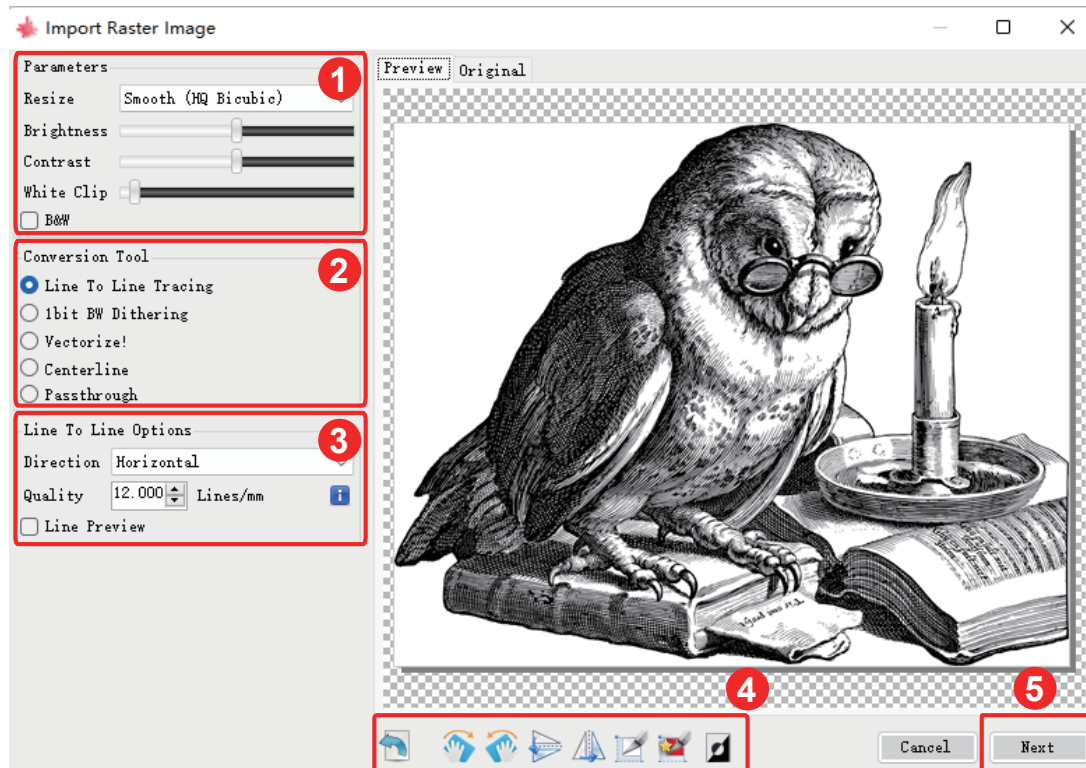 Import Raster Image
Parameters
1
Resize Smooth (HQ Bicubic)
Brightness
Contrast
White Clip
B&W
Conversion Tool
2
Line To Line Tracing
1bit BW Dithering
Vectorize!
Centerline
Passthrough
Line To Line Options
3
Direction Horizontal
Quality 12.000 Lines/mm
Line Preview
Preview Original
4
5
Cancel Next